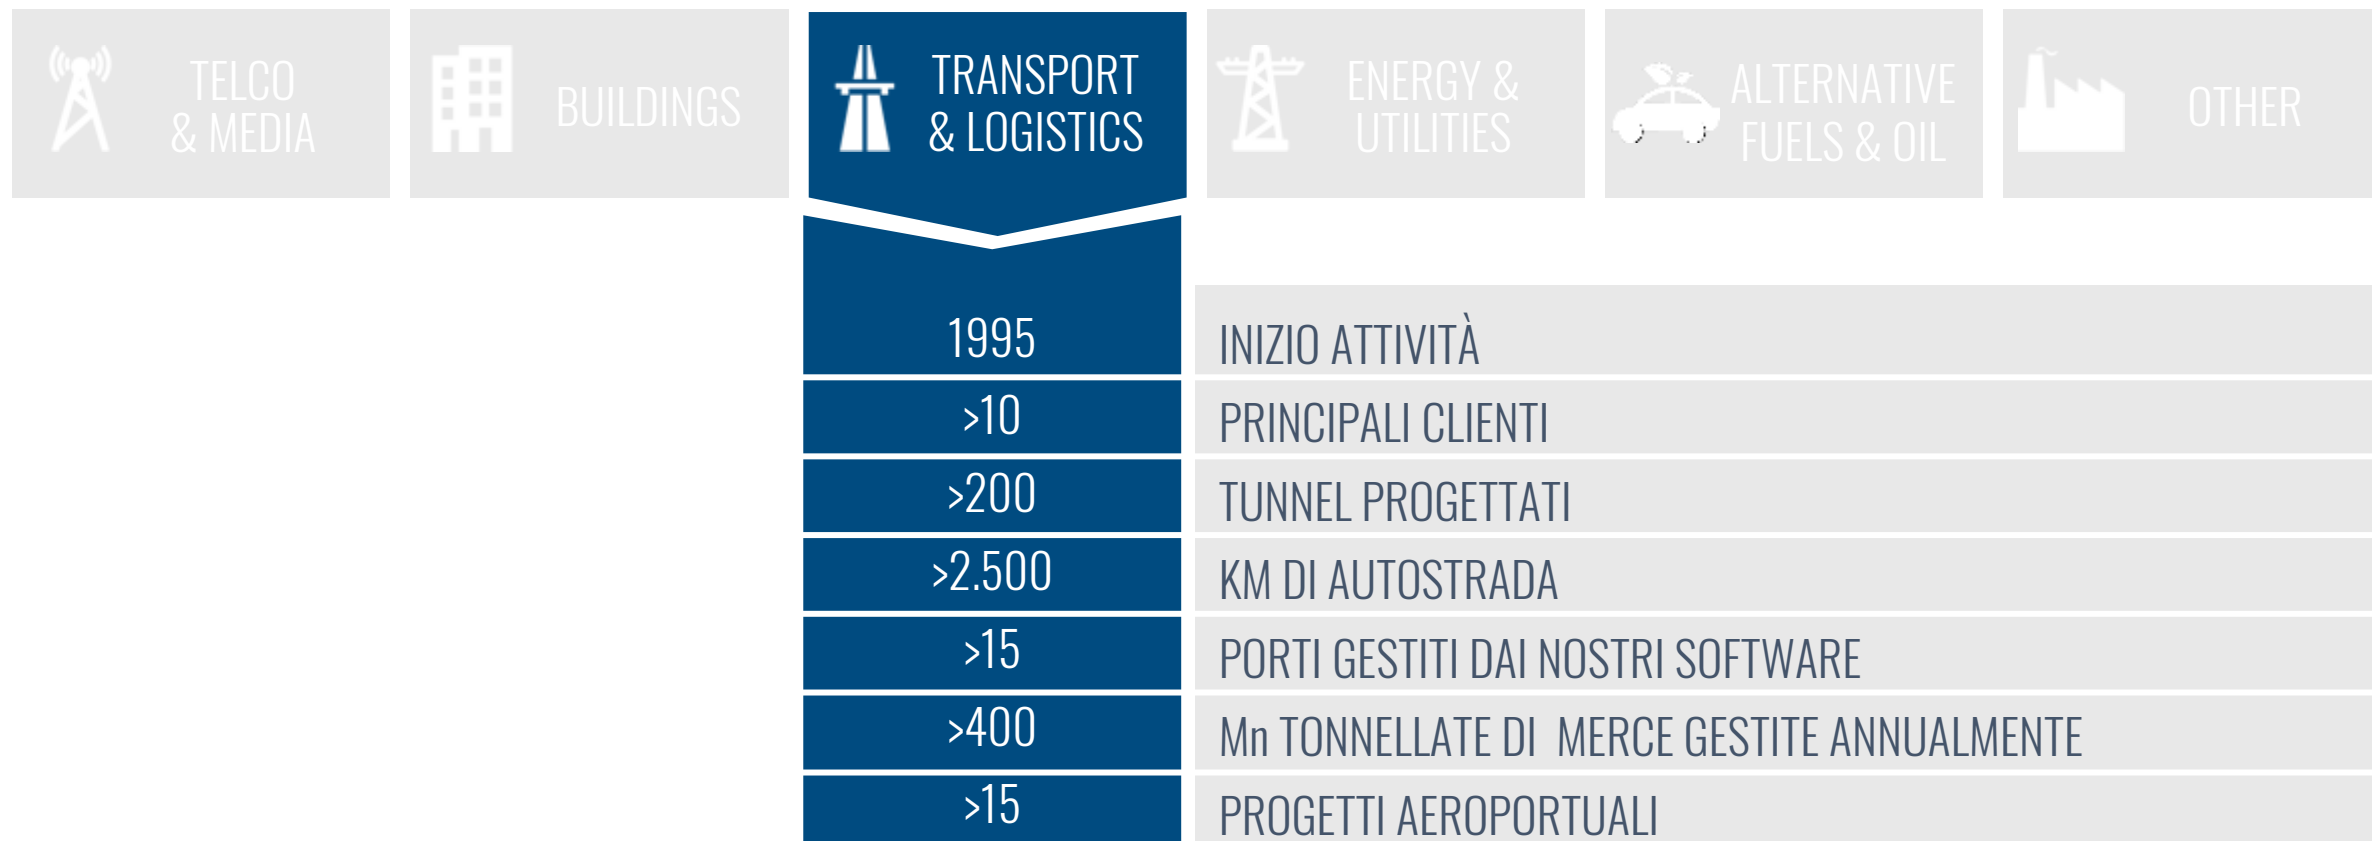 TELCO
& MEDIA
BUILDINGS
TRANSPORT
& LOGISTICS
ENERGY &
UTILITIES
ALTERNATIVE
FUELS & OIL
OTHER
1995 INIZIO ATTIVITÀ
>10 PRINCIPALI CLIENTI
>200 TUNNEL PROGETTATI
>2.500 KM DI AUTOSTRADA
>15 PORTI GESTITI DAI NOSTRI SOFTWARE
>400 Mn TONNELLATE DI  MERCE GESTITE ANNUALMENTE
>15 PROGETTI AEROPORTUALI